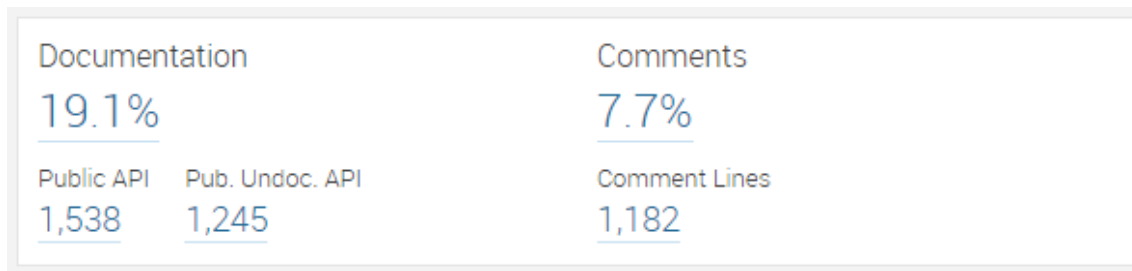 Documentation
19.1%
Public API Pub. Undoc. API
1,538 1,245
Comments
7.7%
Comment Lines
1,182